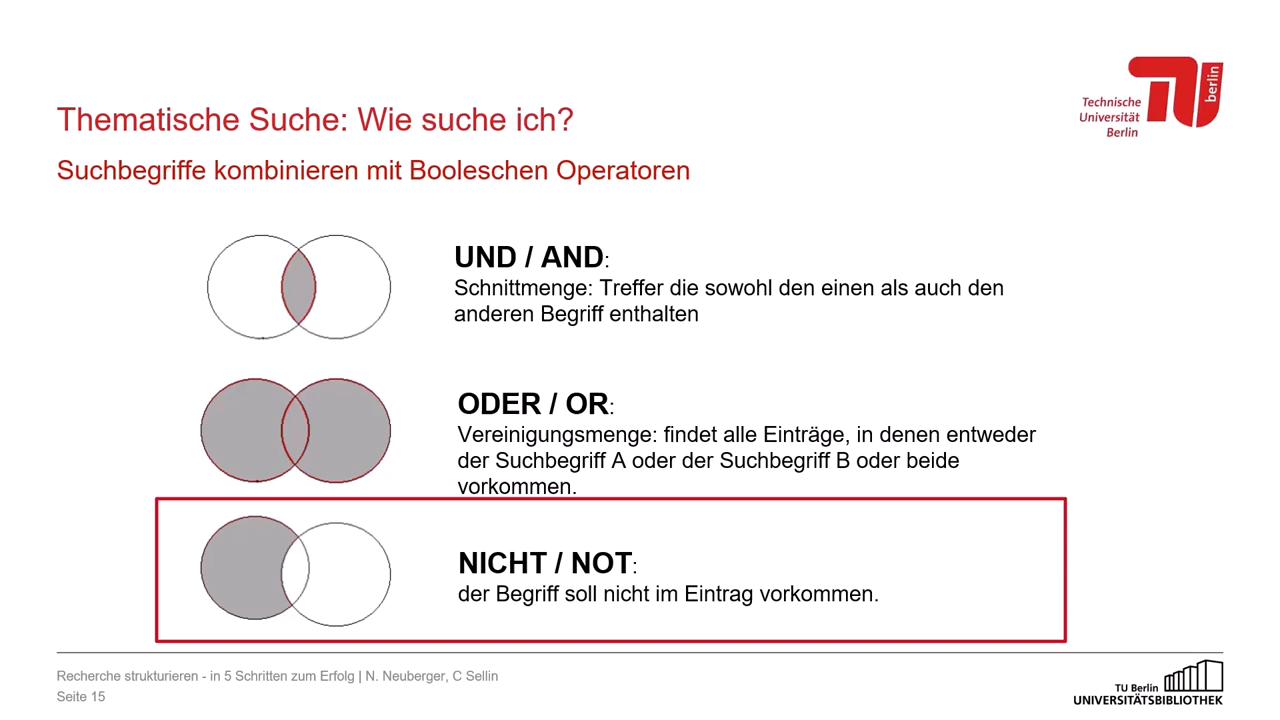 Technische
Universität
Berlin
berlin
Thematische Suche: Wie suche ich?
Suchbegriffe kombinieren mit Booleschen Operatoren
UND / AND:
Schnittmenge: Treffer die sowohl den einen als auch den
anderen Begriff enthalten
ODER / OR:
Vereinigungsmenge: findet alle Einträge, in denen entweder
der Suchbegriff A oder der Suchbegriff B oder beide
vorkommen.
NICHT / NOT:
der Begriff soll nicht im Eintrag vorkommen.
Recherche strukturieren - in 5 Schritten zum Erfolg | N. Neuberger, C Sellin
Seite 15
TU Berlin
UNIVERSITÄTSBIBLIOTHEK